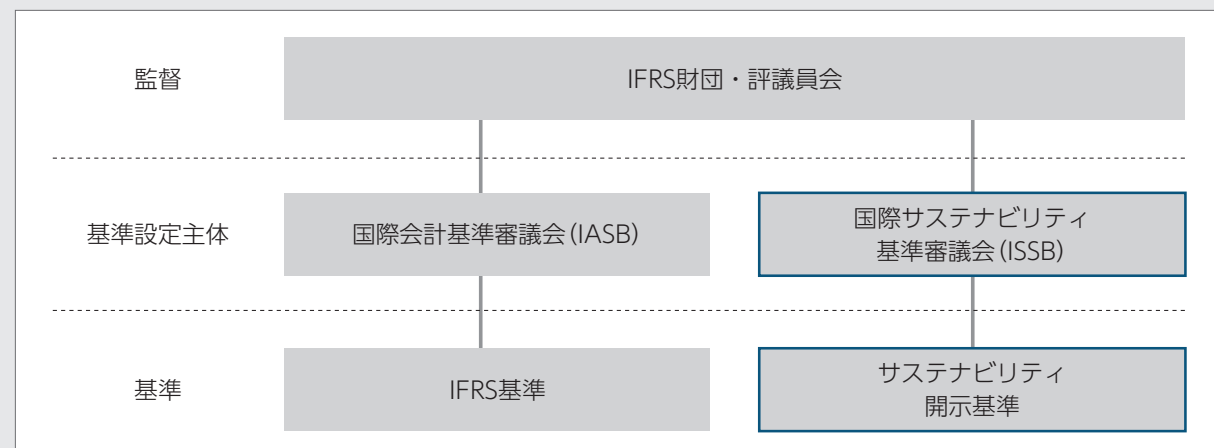 監督
IFRS財団・評議員会
基準設定主体
国際会計基準審議会(IASB)
国際サステナビリティ
基準審議会(ISSB)
基準
IFRS基準
サステナビリティ
開示基準